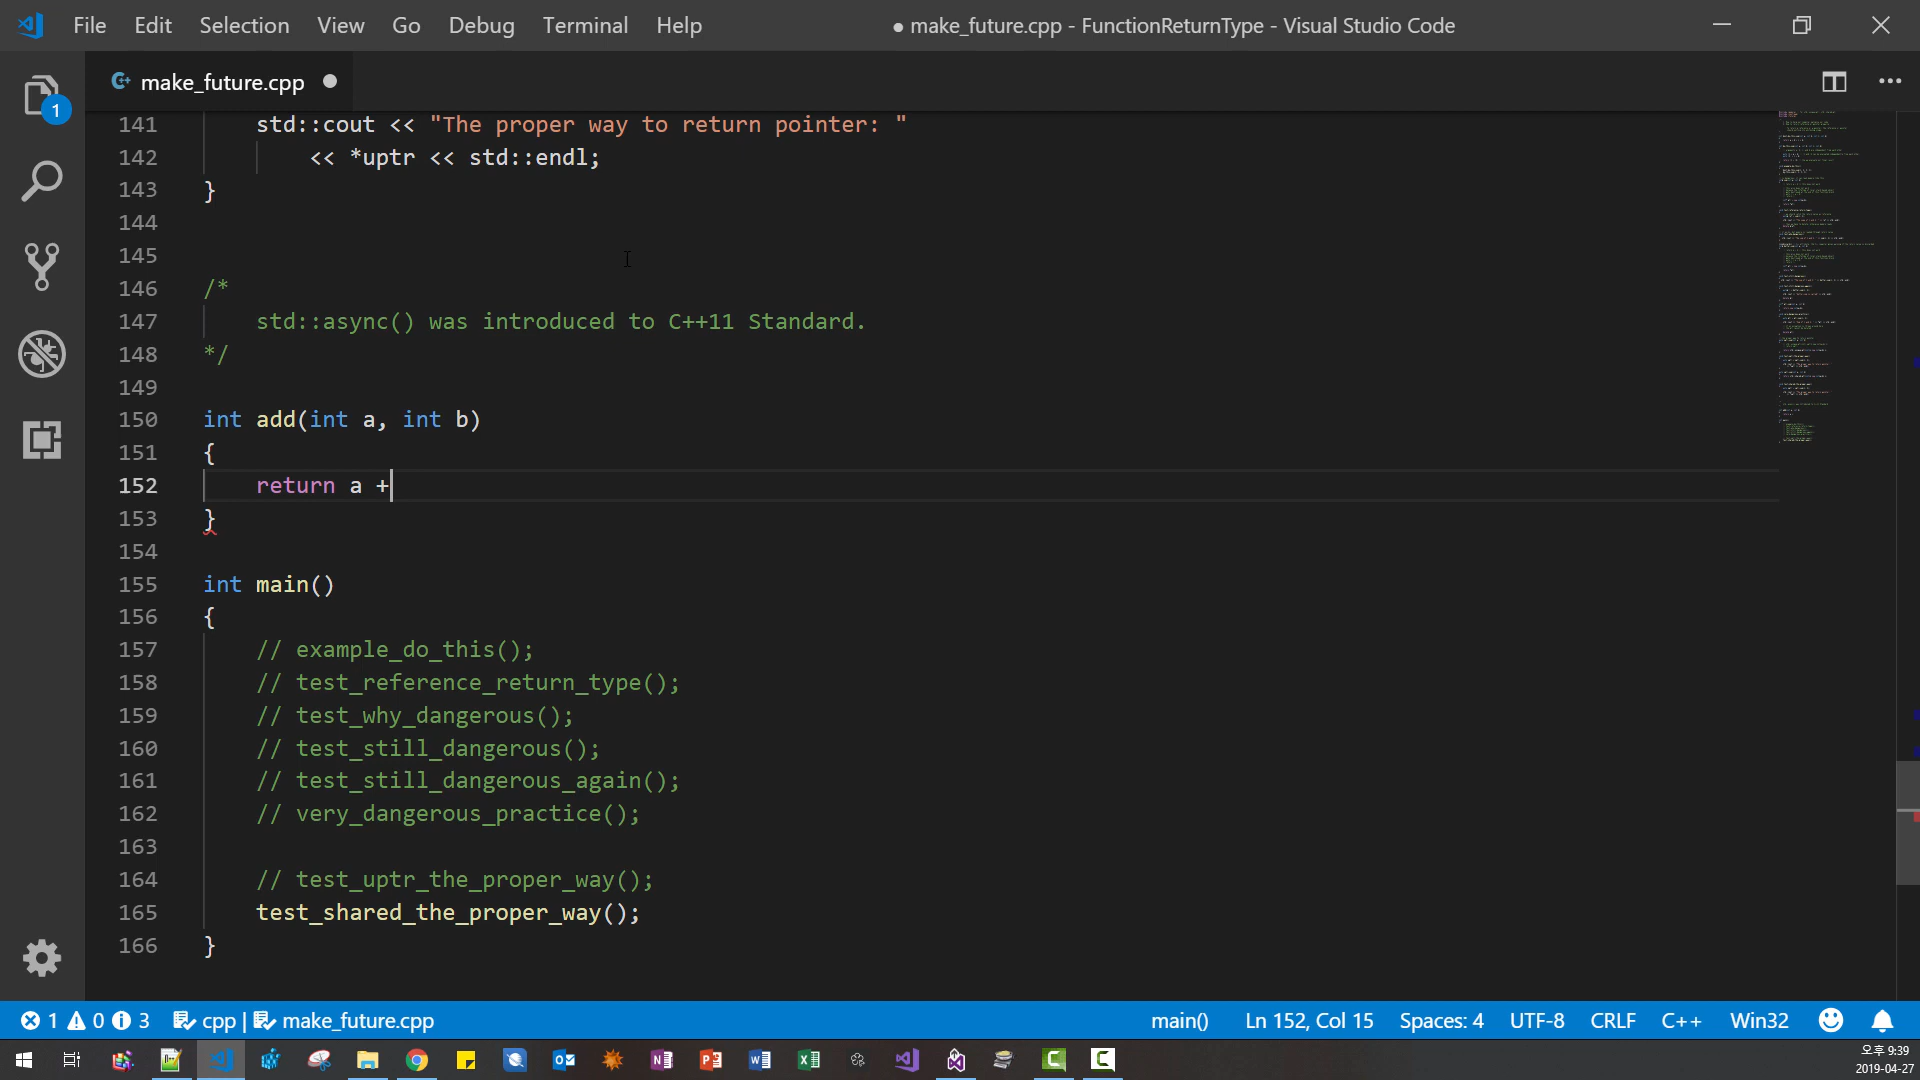 File Edit Selection View Go Debug Terminal Help ● make_future.cpp - FunctionReturnType - Visual Studio Code
make_future.cpp
1
141 std::cout << "The proper way to return pointer: "
142 << *uptr << std::endl;
143 }
144
145
146 /*
147 std::async() was introduced to C++11 Standard.
148 */
149
150 int add(int a, int b)
151 {
152 return a +
153 }
154
155 int main()
156 {
157 // example_do_this();
158 // test_reference_return_type();
159 // test_why_dangerous();
160 // test_still_dangerous();
161 // test_still_dangerous_again();
162 // very_dangerous_practice();
163
164 // test_uptr_the_proper_way();
165 test_shared_the_proper_way();
166 }
1 0 3 cpp | make_future.cpp main() Ln 152, Col 15 Spaces: 4 UTF-8 CRLF C++ Win32
오후 9:39
2019-04-27